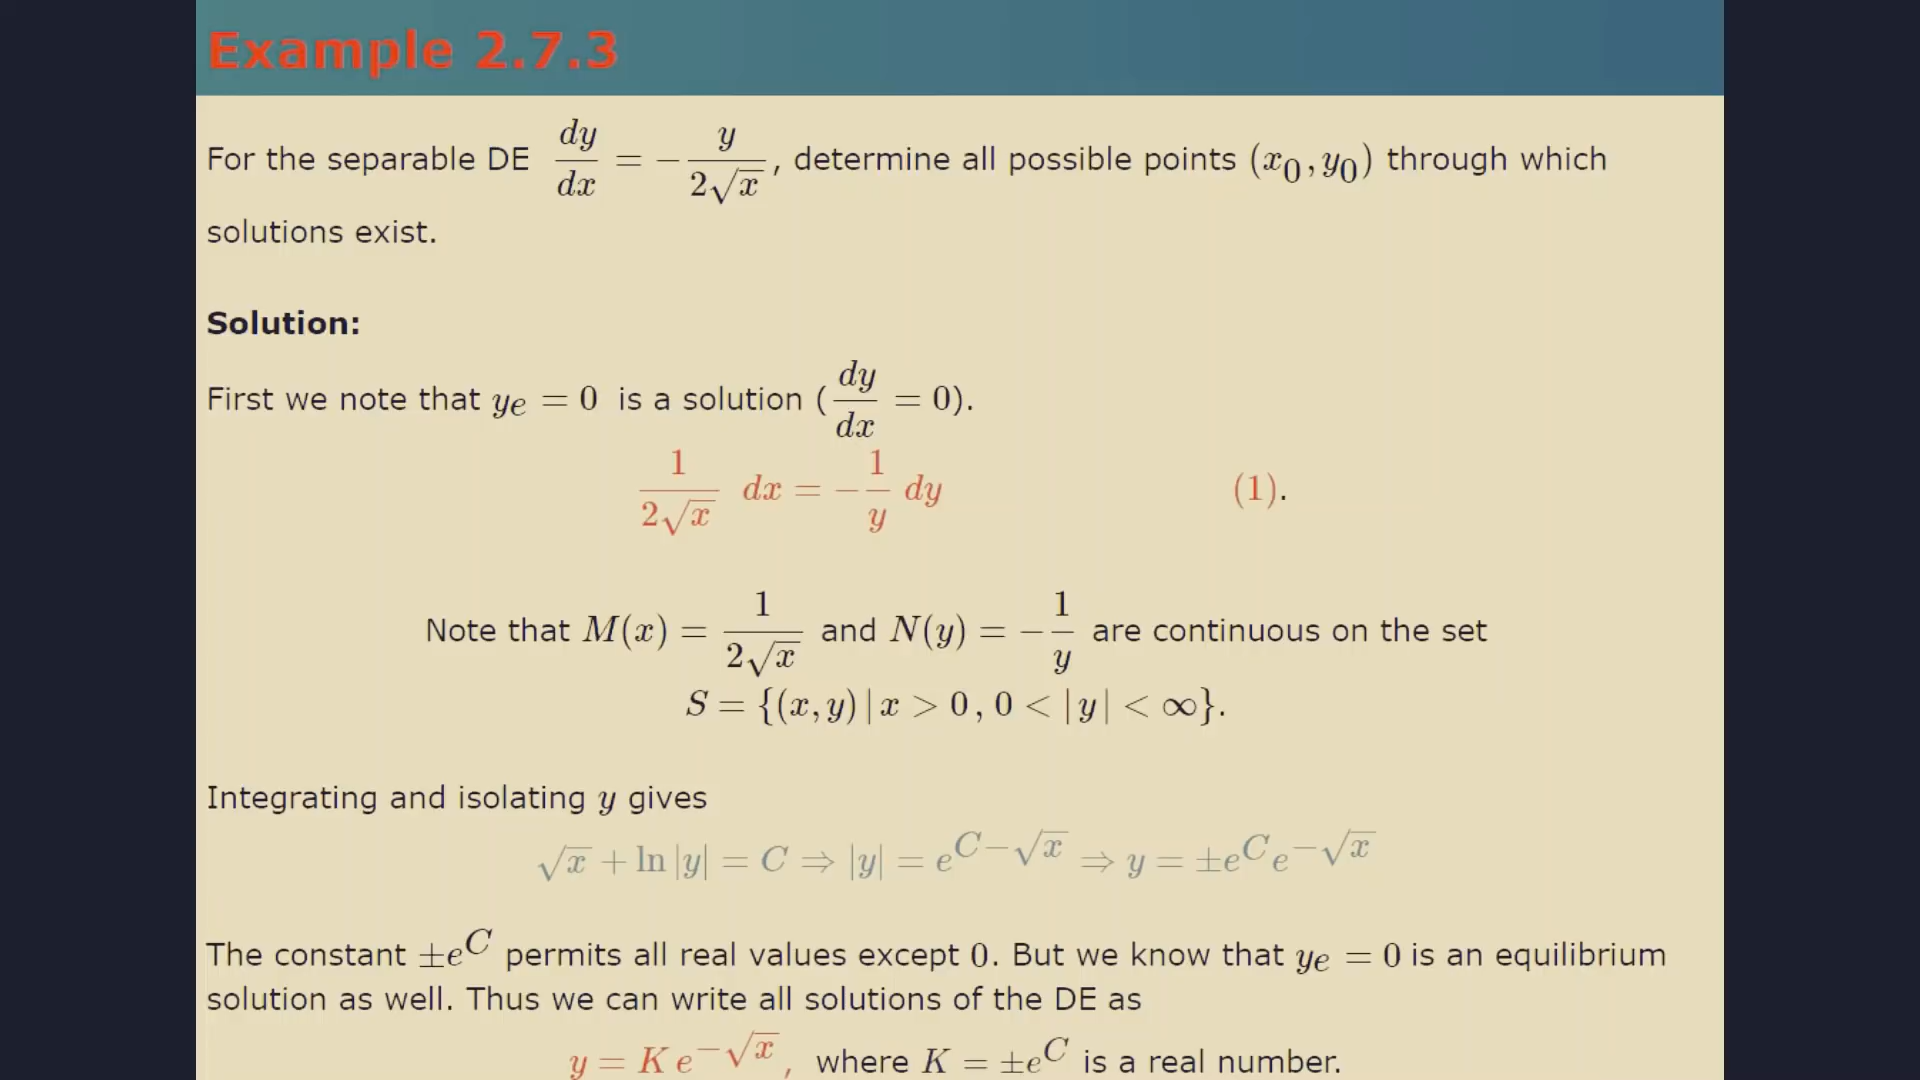 Example 2.7.3
For the separable DE dy/dx = −y/(2√x), determine all possible points (x₀, y₀) through which
solutions exist.
Solution:
First we note that yₑ = 0 is a solution (dy/dx = 0).
1/(2√x) dx = −1/y dy (1).
Note that M(x) = 1/(2√x) and N(y) = −1/y are continuous on the set
S = {(x, y) | x > 0, 0 < |y| < ∞}.
Integrating and isolating y gives
√x + ln |y| = C ⇒ |y| = e^(C−√x) ⇒ y = ±e^C e^(−√x)
The constant ±e^C permits all real values except 0. But we know that yₑ = 0 is an equilibrium
solution as well. Thus we can write all solutions of the DE as
y = K e^(−√x), where K = ±e^C is a real number.